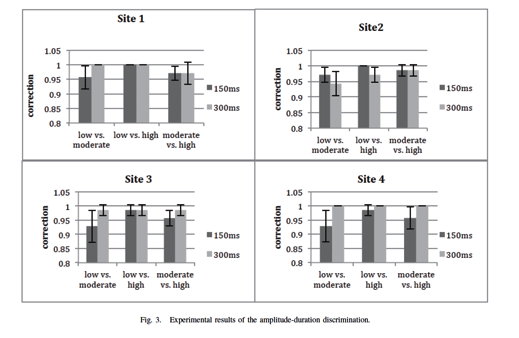 Site 1
correction
1.05
1
0.95
0.9
0.85
0.8
low vs. moderate
low vs. high
moderate vs. high
150ms
300ms
Site2
correction
1.05
1
0.95
0.9
0.85
0.8
low vs. moderate
low vs. high
moderate vs. high
150ms
300ms
Site 3
correction
1.05
1
0.95
0.9
0.85
0.8
low vs. moderate
low vs. high
moderate vs. high
150ms
300ms
Site 4
correction
1.05
1
0.95
0.9
0.85
0.8
low vs. moderate
low vs. high
moderate vs. high
150ms
300ms
Fig. 3. Experimental results of the amplitude-duration discrimination.